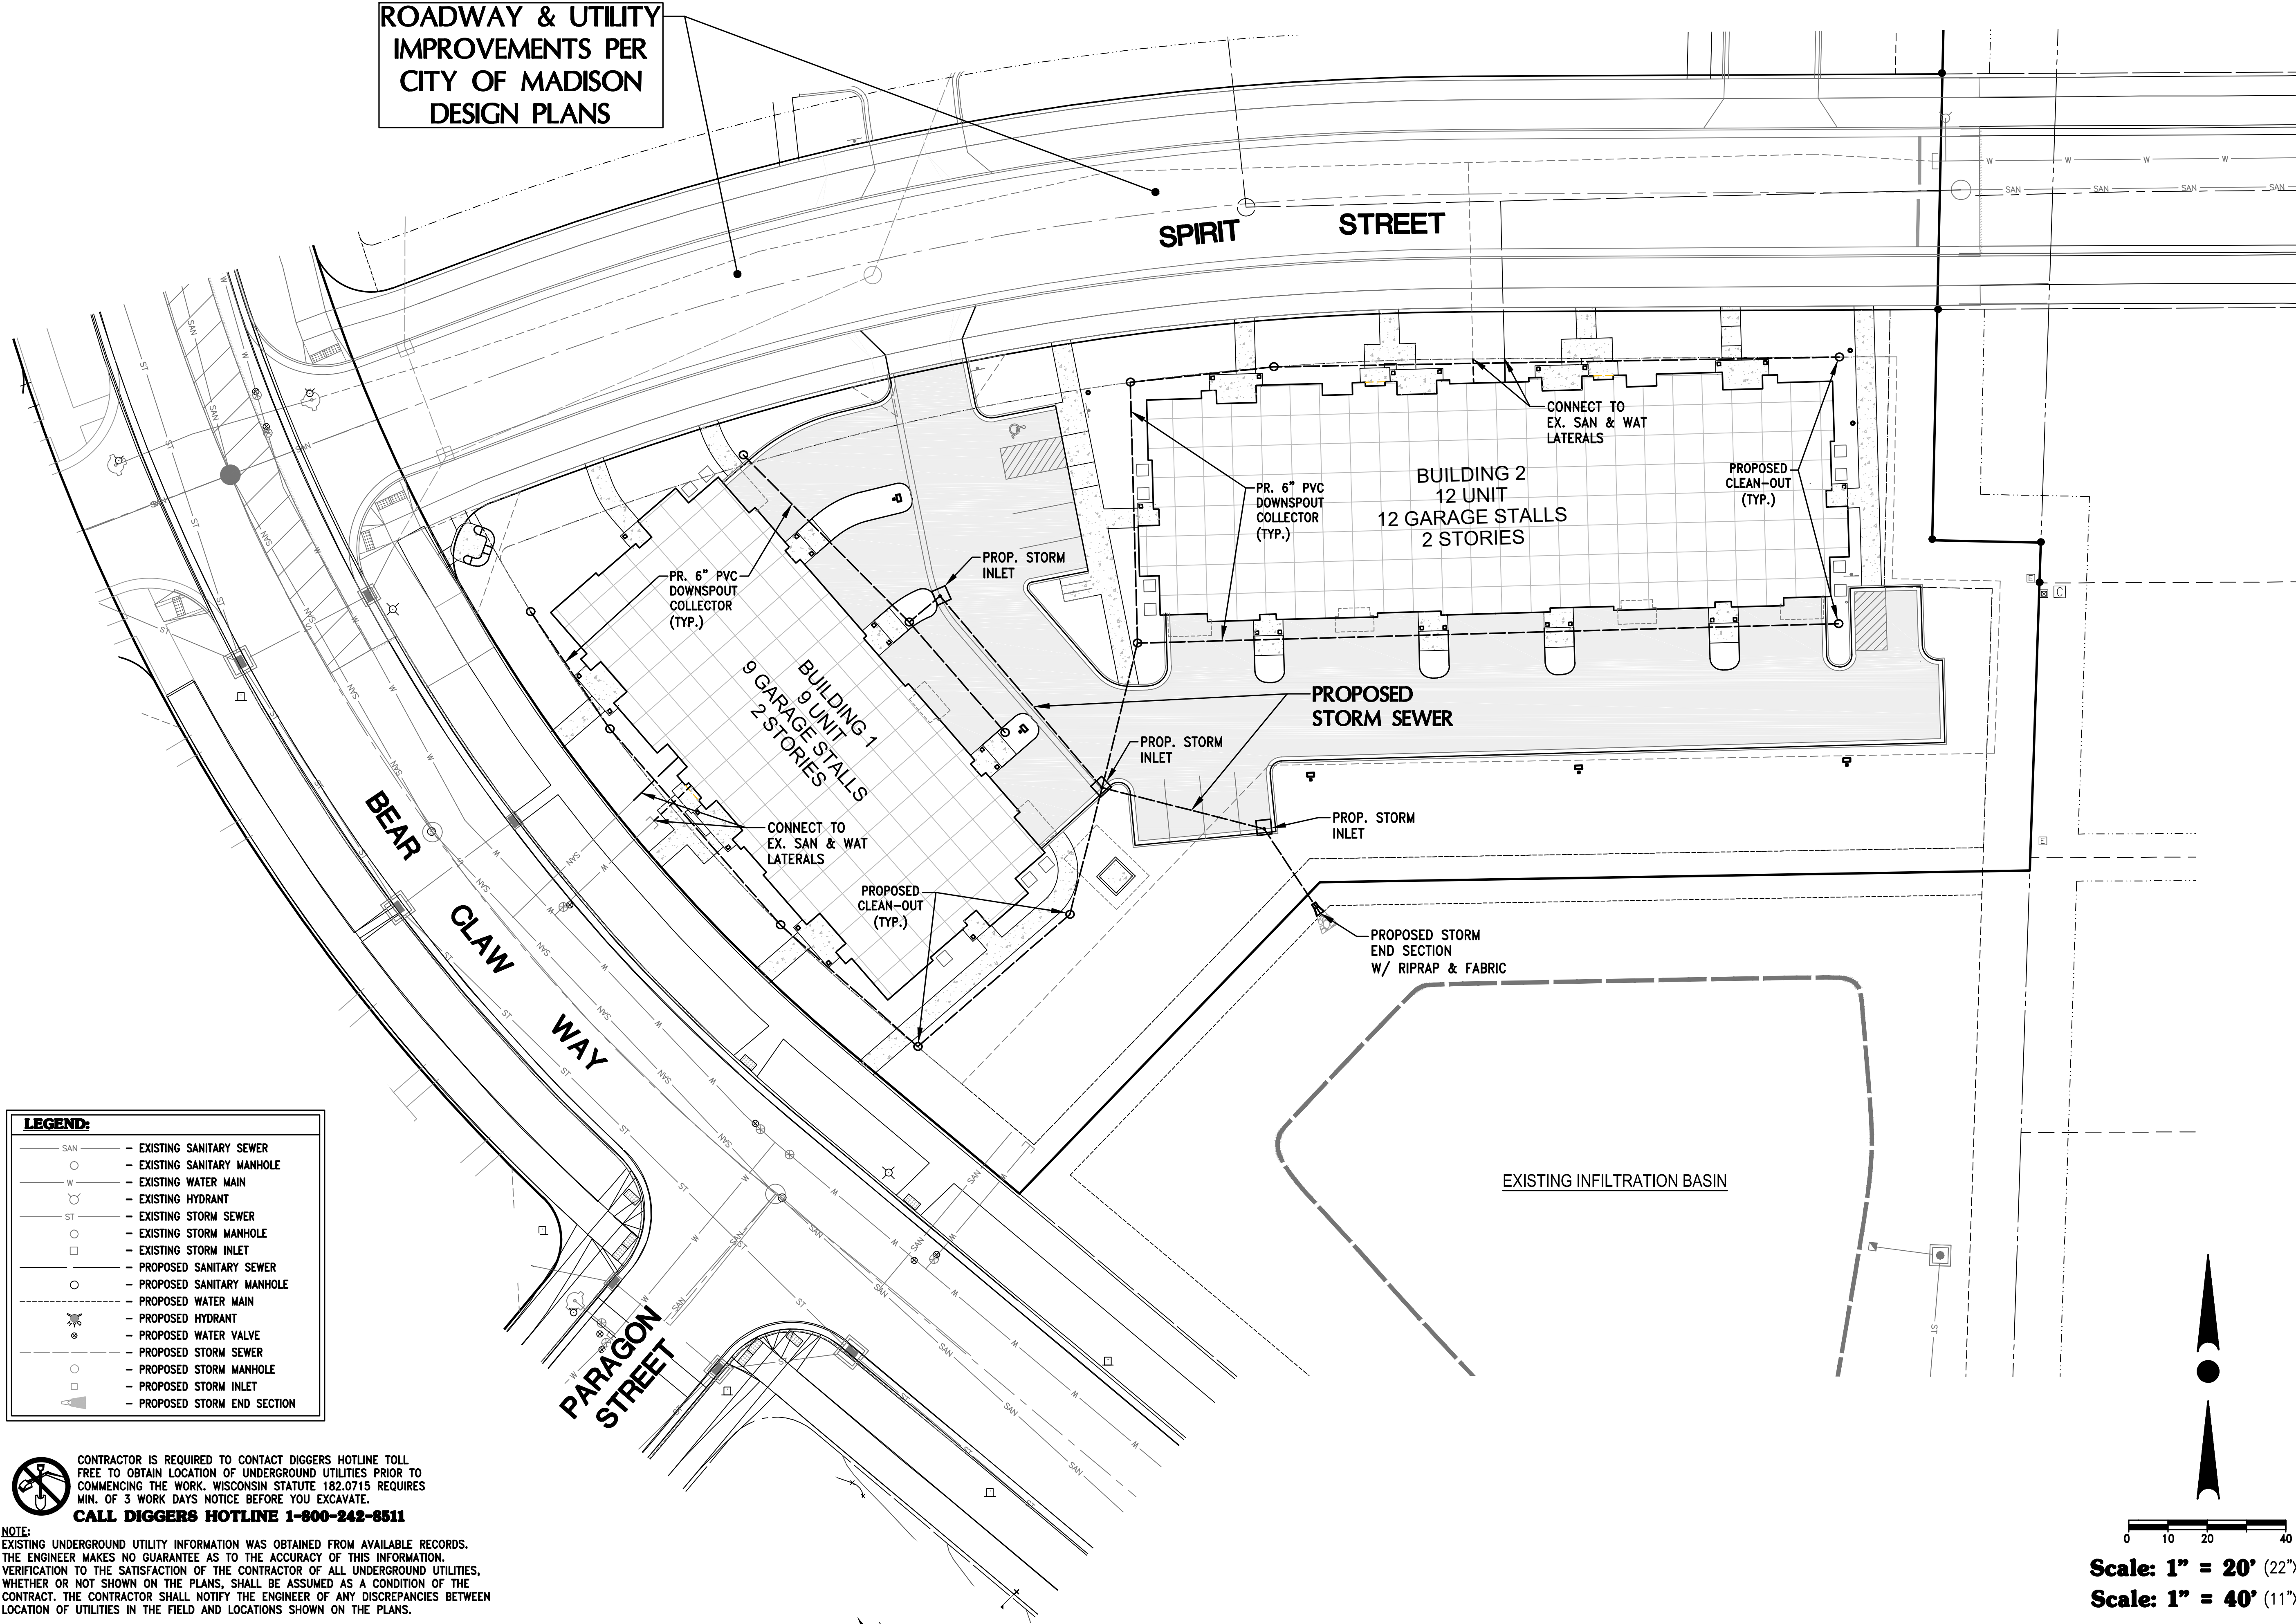 ROADWAY & UTILITY
IMPROVEMENTS PER
CITY OF MADISON
DESIGN PLANS
SPIRIT STREET
CONNECT TO
EX. SAN & WAT
LATERALS
BUILDING 2
12 UNIT
12 GARAGE STALLS
2 STORIES
PROPOSED
CLEAN-OUT
(TYP.)
PR. 6" PVC
DOWNSPOUT
COLLECTOR
(TYP.)
PROP. STORM
INLET
PR. 6" PVC
DOWNSPOUT
COLLECTOR
(TYP.)
BUILDING 1
9 UNIT
9 GARAGE STALLS
2 STORIES
PROPOSED
STORM SEWER
PROP. STORM
INLET
PROP. STORM
INLET
CONNECT TO
EX. SAN & WAT
LATERALS
PROPOSED
CLEAN-OUT
(TYP.)
PROPOSED STORM
END SECTION
W/ RIPRAP & FABRIC
BEAR CLAW WAY
EXISTING INFILTRATION BASIN
PARAGON
STREET
LEGEND:
SAN - EXISTING SANITARY SEWER
- EXISTING SANITARY MANHOLE
W - EXISTING WATER MAIN
- EXISTING HYDRANT
ST - EXISTING STORM SEWER
- EXISTING STORM MANHOLE
- EXISTING STORM INLET
- PROPOSED SANITARY SEWER
- PROPOSED SANITARY MANHOLE
- PROPOSED WATER MAIN
- PROPOSED HYDRANT
- PROPOSED WATER VALVE
- PROPOSED STORM SEWER
- PROPOSED STORM MANHOLE
- PROPOSED STORM INLET
- PROPOSED STORM END SECTION
CONTRACTOR IS REQUIRED TO CONTACT DIGGERS HOTLINE TOLL
FREE TO OBTAIN LOCATION OF UNDERGROUND UTILITIES PRIOR TO
COMMENCING THE WORK. WISCONSIN STATUTE 182.0715 REQUIRES
MIN. OF 3 WORK DAYS NOTICE BEFORE YOU EXCAVATE.
CALL DIGGERS HOTLINE 1-800-242-8511
NOTE:
EXISTING UNDERGROUND UTILITY INFORMATION WAS OBTAINED FROM AVAILABLE RECORDS.
THE ENGINEER MAKES NO GUARANTEE AS TO THE ACCURACY OF THIS INFORMATION.
VERIFICATION TO THE SATISFACTION OF THE CONTRACTOR OF ALL UNDERGROUND UTILITIES,
WHETHER OR NOT SHOWN ON THE PLANS, SHALL BE ASSUMED AS A CONDITION OF THE
CONTRACT. THE CONTRACTOR SHALL NOTIFY THE ENGINEER OF ANY DISCREPANCIES BETWEEN
LOCATION OF UTILITIES IN THE FIELD AND LOCATIONS SHOWN ON THE PLANS.
0 10 20 40
Scale: 1" = 20' (22"
Scale: 1" = 40' (11"